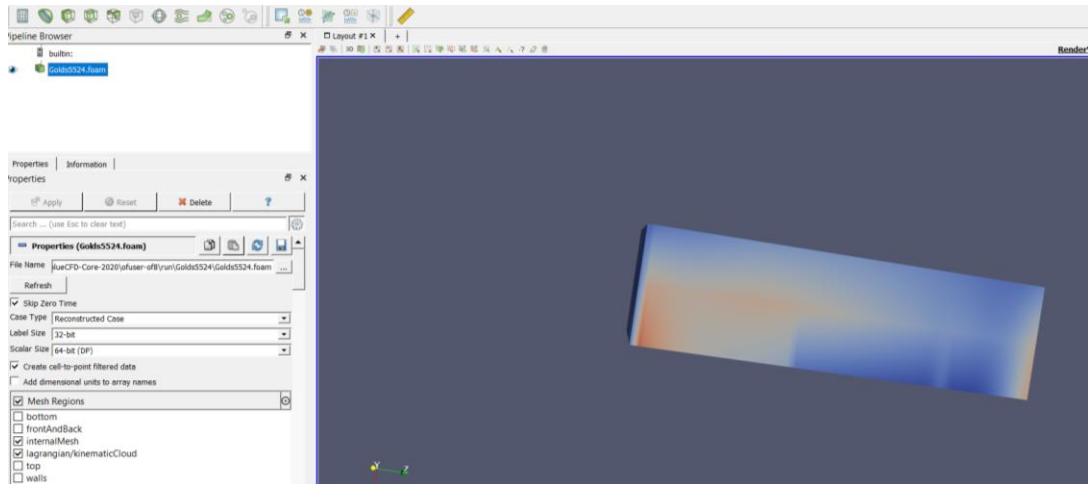 Pipeline Browser
Layout #1 × +
builtin:
Golds5524.foam
3D
Render
Properties Information
Properties
Apply Reset Delete ?
Search ... (use Esc to clear text)
Properties (Golds5524.foam)
File Name lueCFD-Core-2020\ofuser-of8\run\Golds5524\Golds5524.foam ...
Refresh
Skip Zero Time
Case Type Reconstructed Case
Label Size 32-bit
Scalar Size 64-bit (DP)
Create cell-to-point filtered data
Add dimensional units to array names
Mesh Regions
bottom
frontAndBack
internalMesh
lagrangian/kinematicCloud
top
walls
Y Z